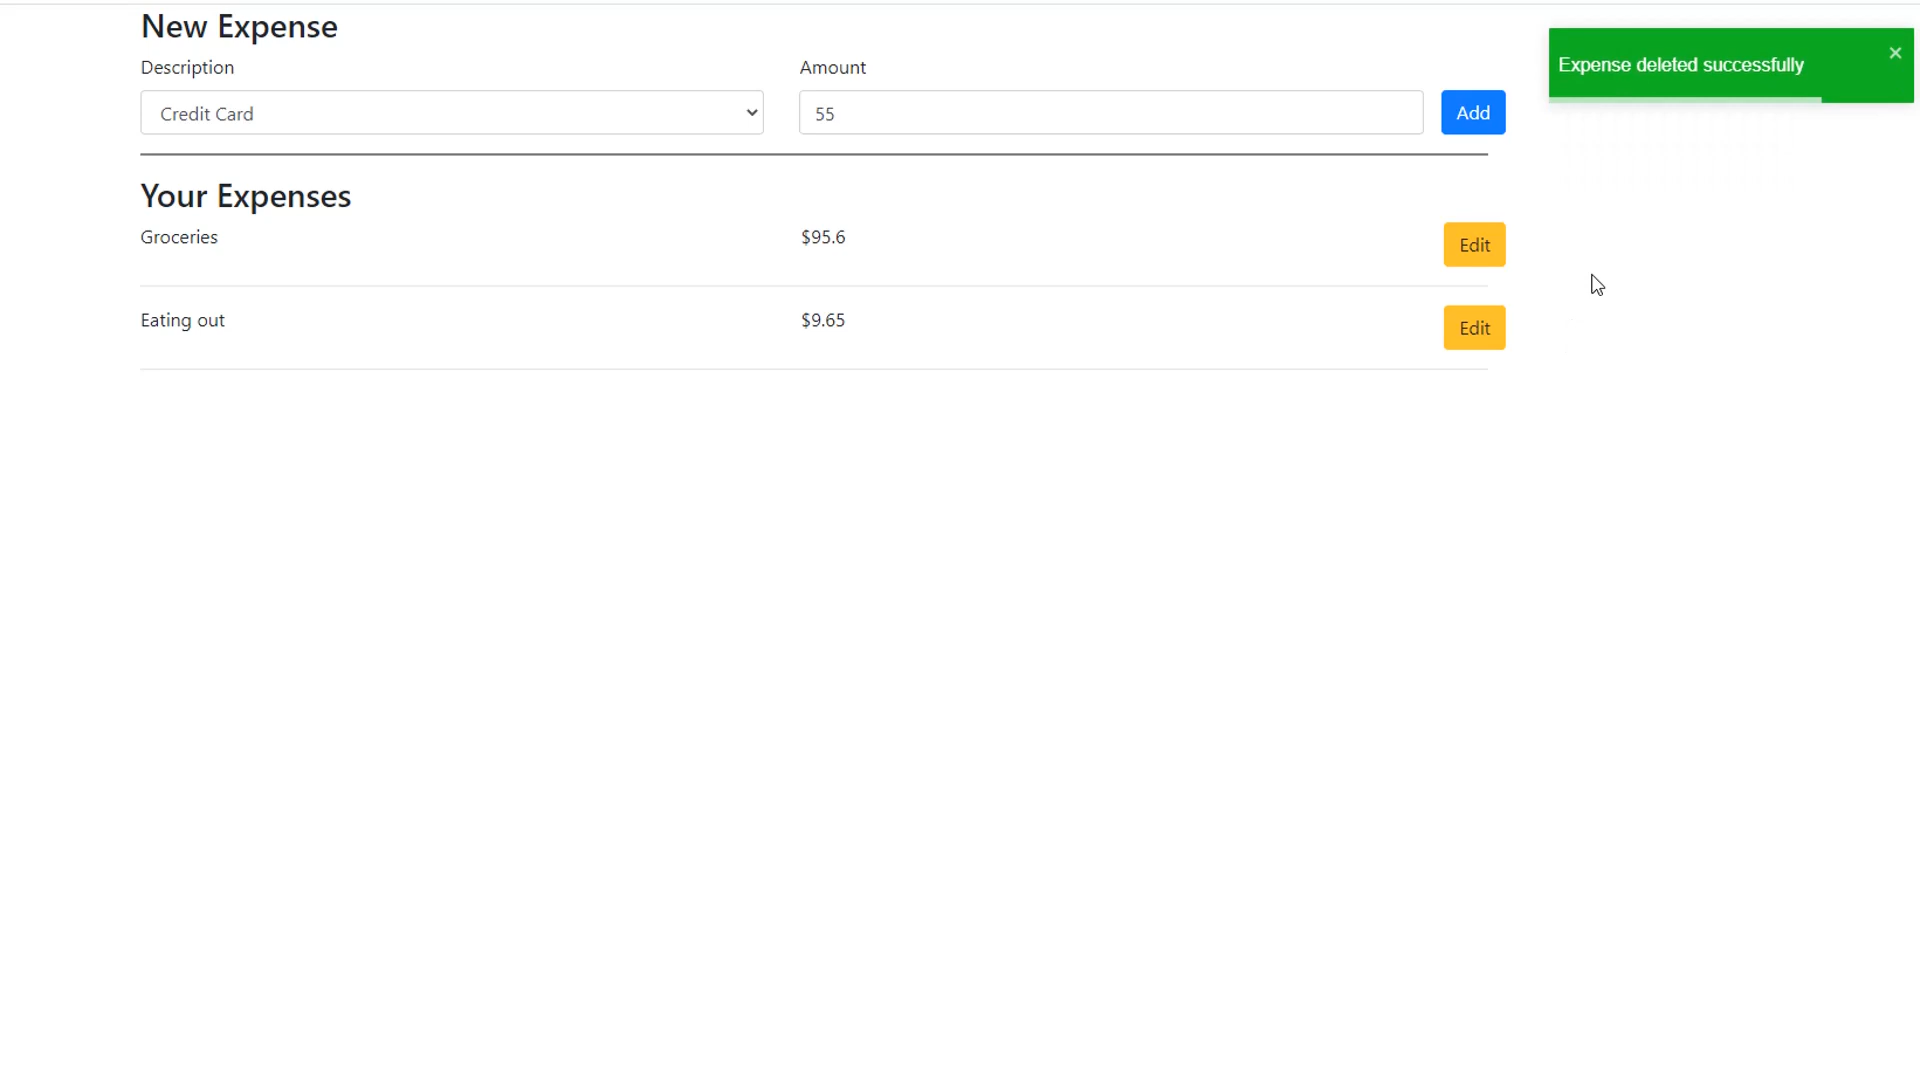 New Expense
Expense deleted successfully ×
Description Amount
Credit Card 55 Add
Your Expenses
Groceries $95.6 Edit
Eating out $9.65 Edit